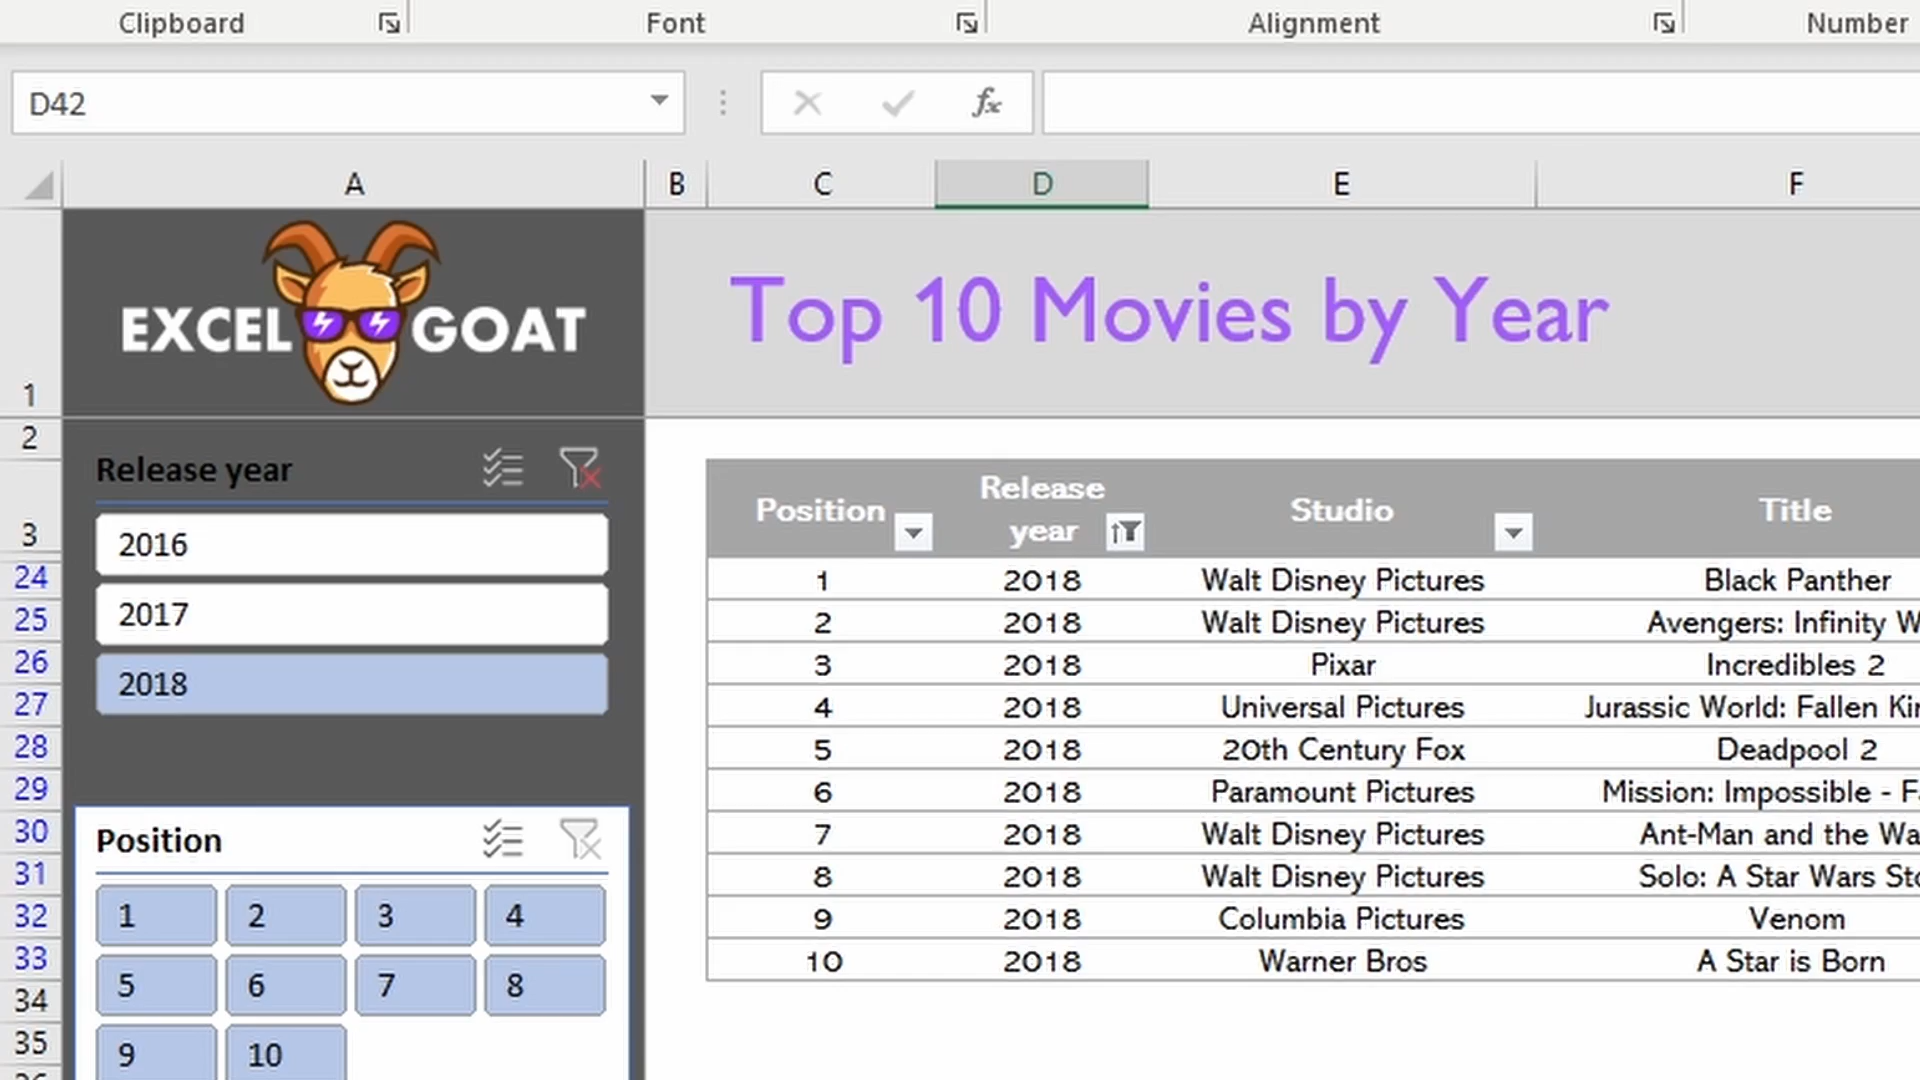 Clipboard Font Alignment Number
D42 fx
A B C D E F
EXCEL GOAT
Top 10 Movies by Year
1
2
Release year
2016
2017
2018
Position
1 2 3 4
5 6 7 8
9 10
3 Position Release year Studio Title
24 1 2018 Walt Disney Pictures Black Panther
25 2 2018 Walt Disney Pictures Avengers: Infinity W
26 3 2018 Pixar Incredibles 2
27 4 2018 Universal Pictures Jurassic World: Fallen Kin
28 5 2018 20th Century Fox Deadpool 2
29 6 2018 Paramount Pictures Mission: Impossible - Fa
30 7 2018 Walt Disney Pictures Ant-Man and the Wa
31 8 2018 Walt Disney Pictures Solo: A Star Wars Sto
32 9 2018 Columbia Pictures Venom
33 10 2018 Warner Bros A Star is Born
34
35